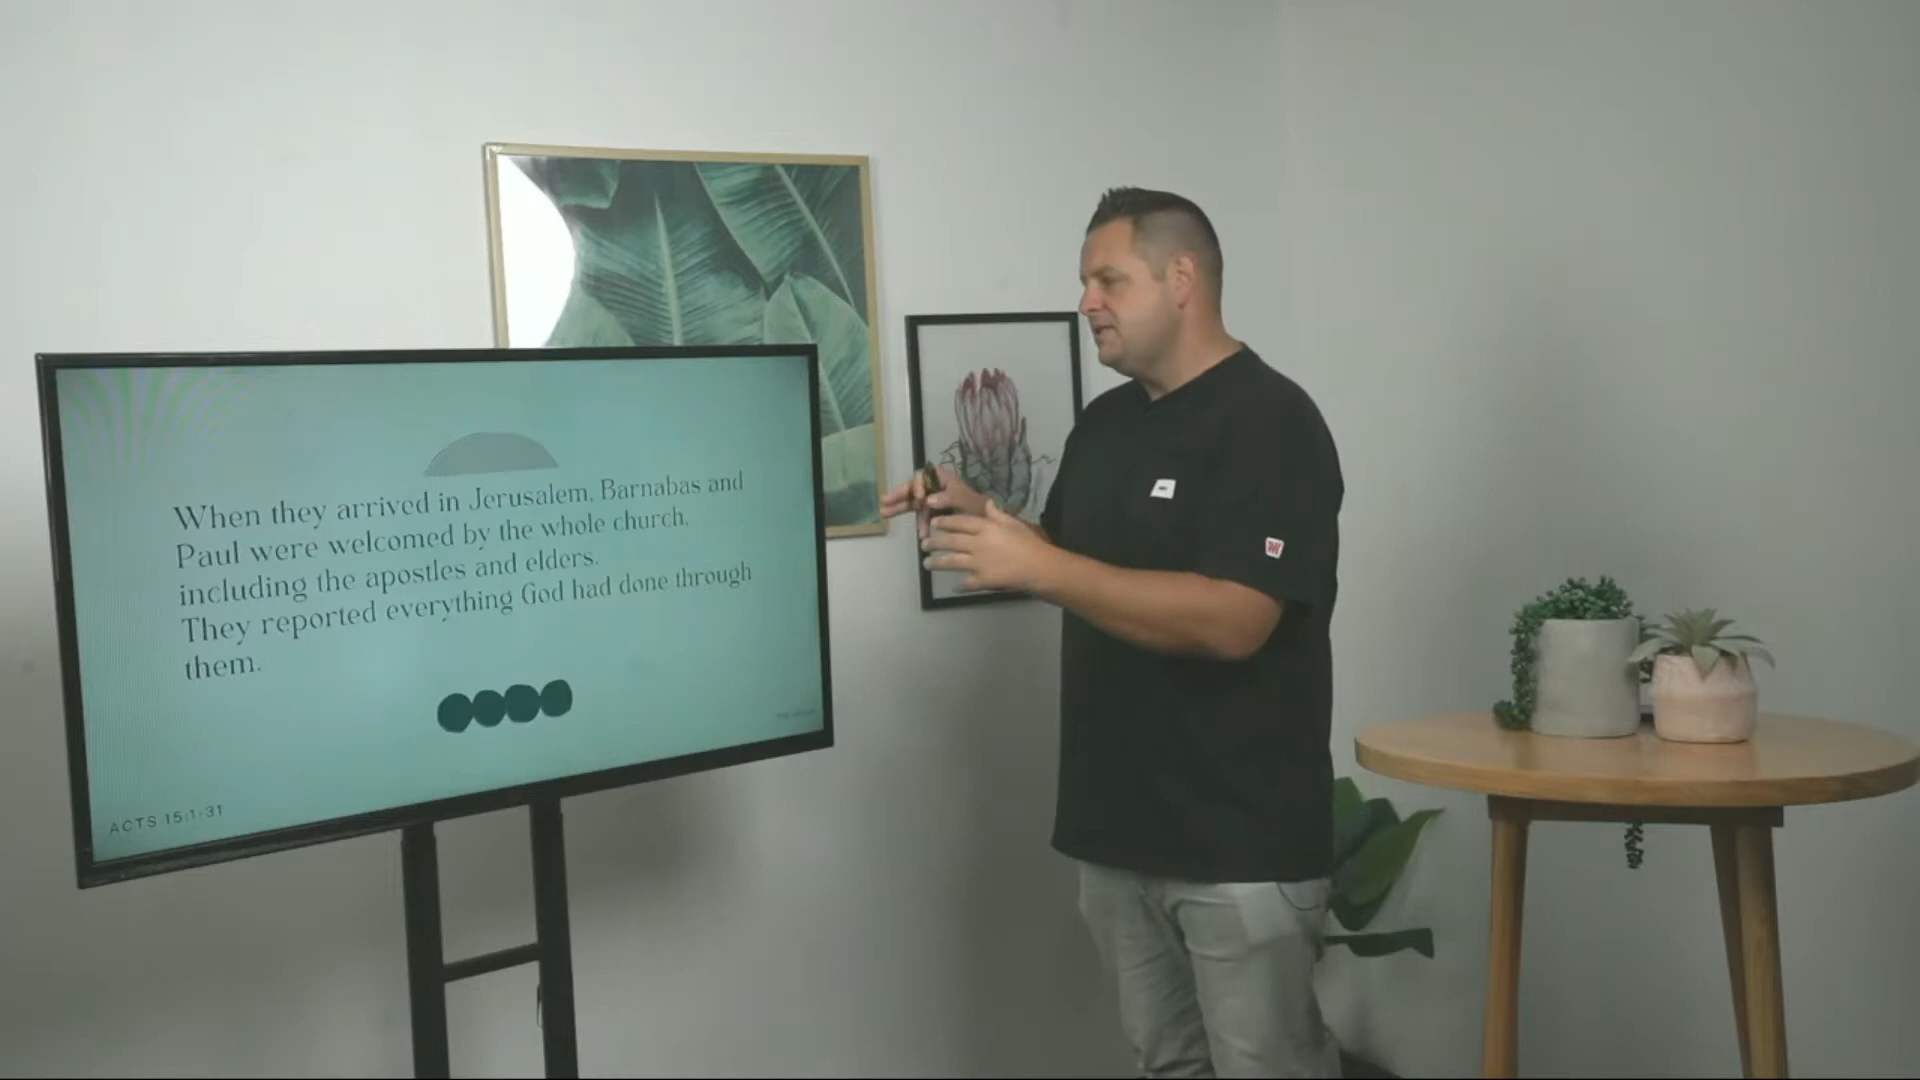 When they arrived in Jerusalem, Barnabas and
Paul were welcomed by the whole church,
including the apostles and elders.
They reported everything God had done through
them.
ACTS 15:1-31